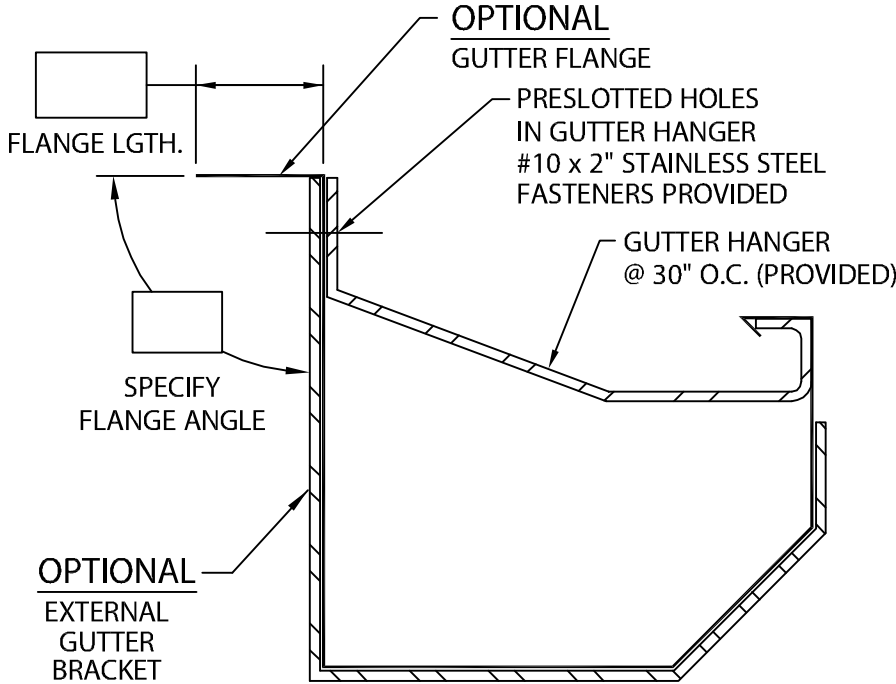 OPTIONAL
GUTTER FLANGE
FLANGE LGTH.
PRESLOTTED HOLES
IN GUTTER HANGER
#10 x 2" STAINLESS STEEL
FASTENERS PROVIDED
GUTTER HANGER
@ 30" O.C. (PROVIDED)
SPECIFY
FLANGE ANGLE
OPTIONAL
EXTERNAL
GUTTER
BRACKET